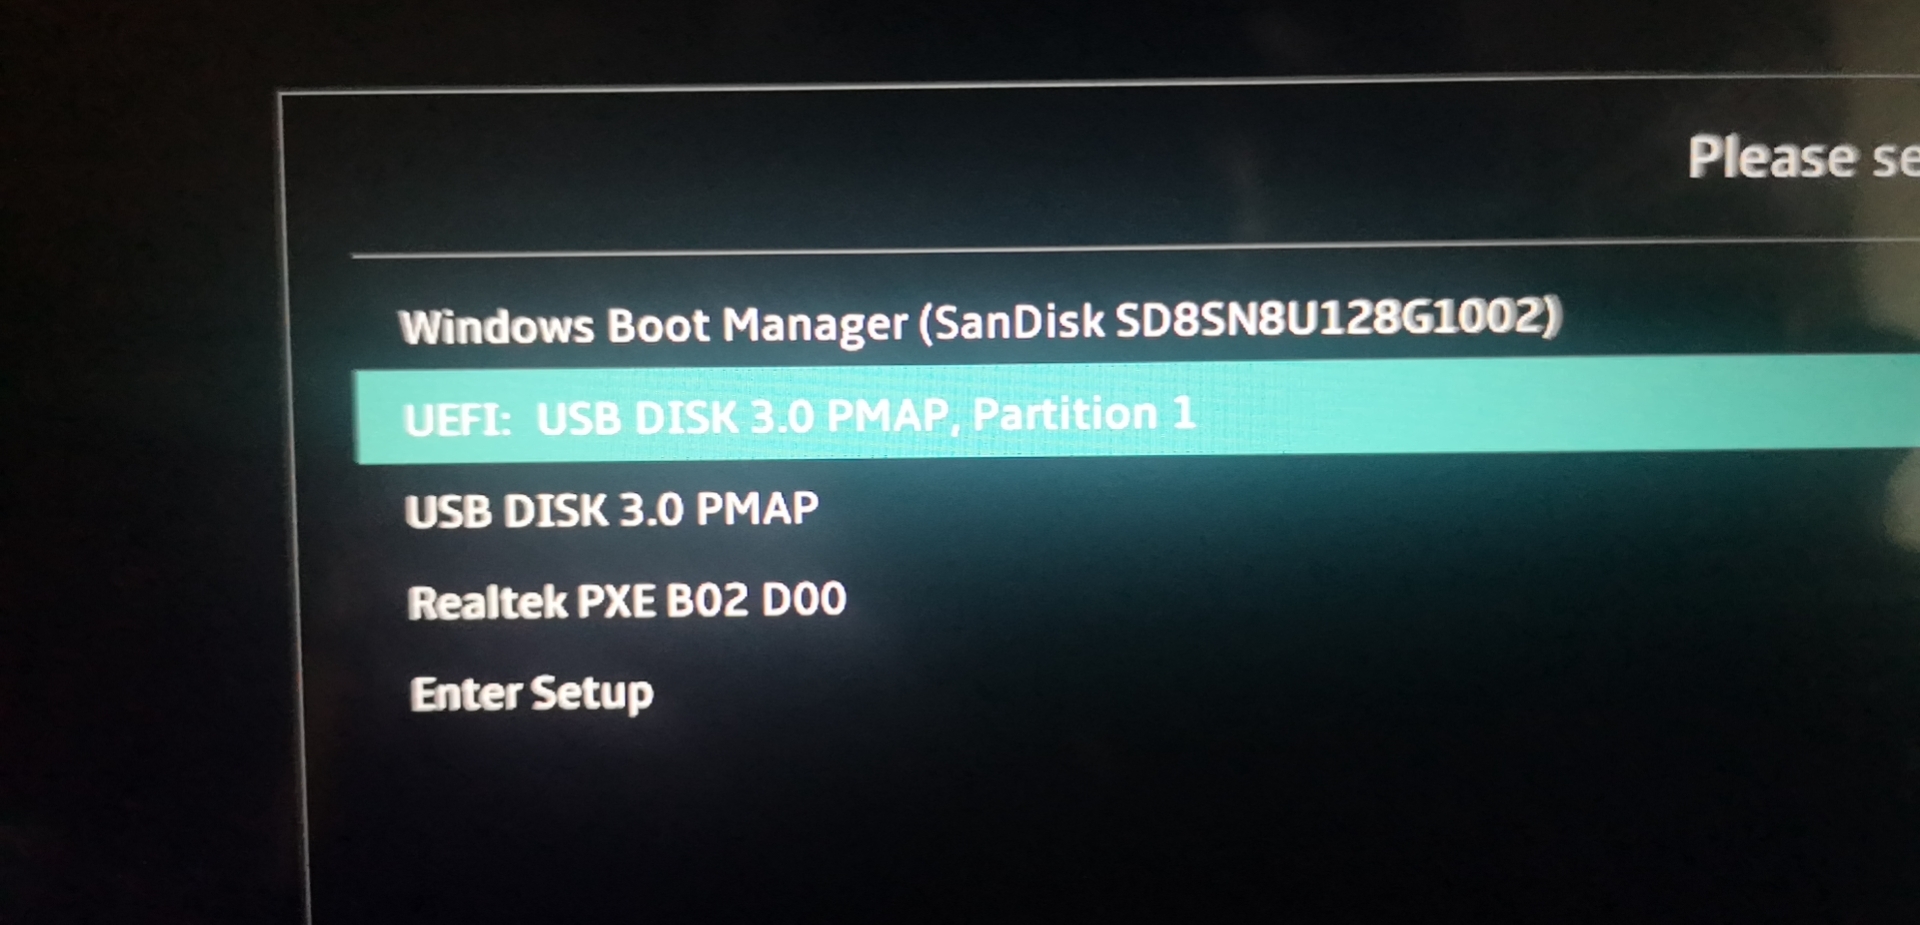 Please se
Windows Boot Manager (SanDisk SD8SN8U128G1002)
UEFI:  USB DISK 3.0 PMAP, Partition 1
USB DISK 3.0 PMAP
Realtek PXE B02 D00
Enter Setup